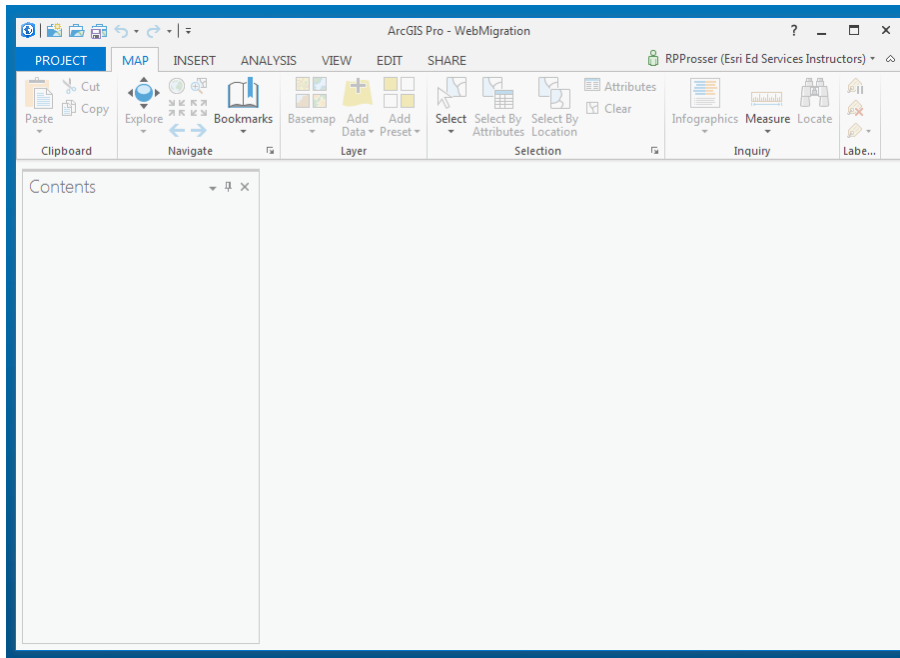 ArcGIS Pro - WebMigration ?
PROJECT MAP INSERT ANALYSIS VIEW EDIT SHARE RPProsser (Esri Ed Services Instructors)
Paste Cut Copy
Clipboard
Explore Bookmarks
Navigate
Basemap Add Data Add Preset
Layer
Select Select By Attributes Select By Location Attributes Clear
Selection
Infographics Measure Locate
Inquiry
Labe...
Contents